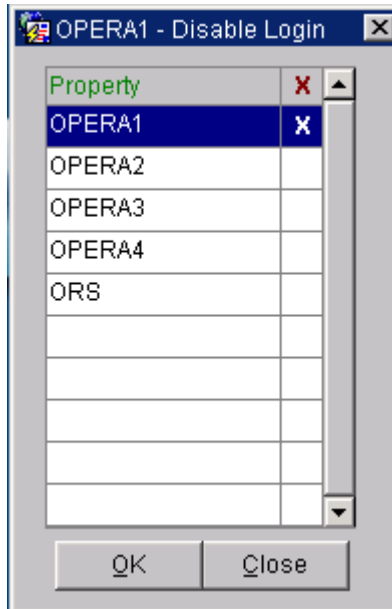 OPERA1 - Disable Login
Property X
OPERA1 X
OPERA2
OPERA3
OPERA4
ORS
OK Close